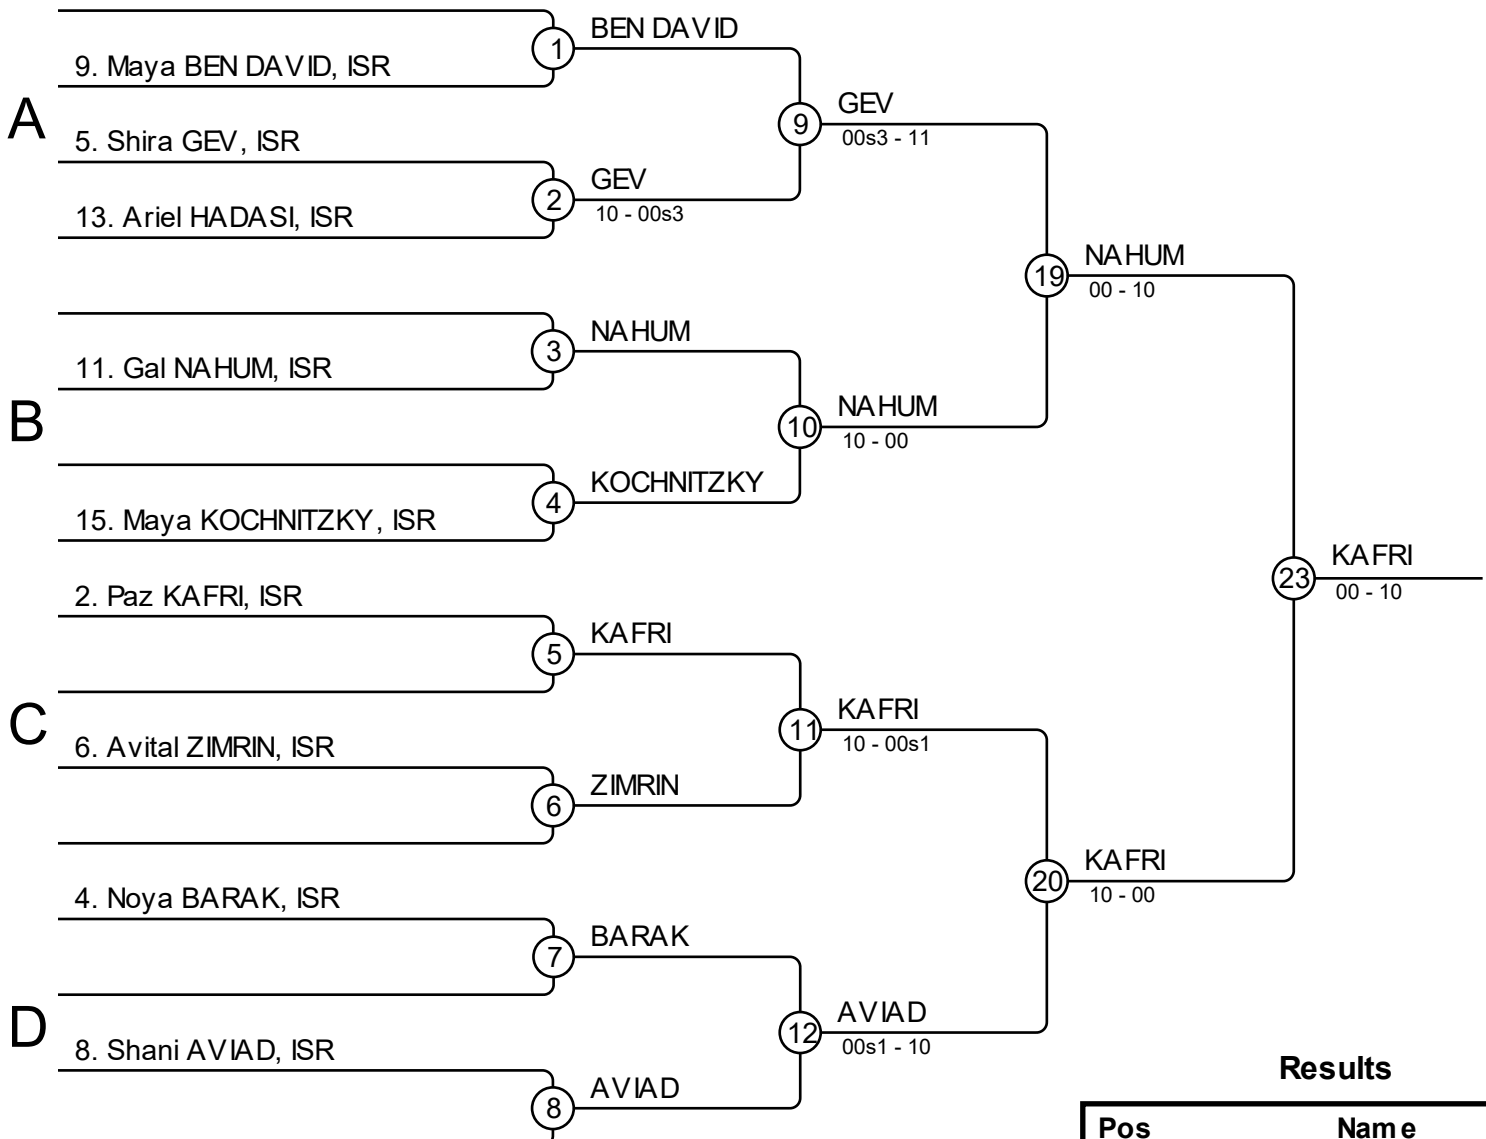 BEN DAVID
1
9. Maya BEN DAVID, ISR
GEV
A
9
00s3 - 11
5. Shira GEV, ISR
GEV
2
10 - 00s3
13. Ariel HADASI, ISR
NAHUM
19
00 - 10
NAHUM
3
11. Gal NAHUM, ISR
NAHUM
B
10
10 - 00
KOCHNITZKY
4
15. Maya KOCHNITZKY, ISR
KAFRI
23
00 - 10
2. Paz KAFRI, ISR
KAFRI
5
KAFRI
C
11
10 - 00s1
6. Avital ZIMRIN, ISR
ZIMRIN
6
KAFRI
20
10 - 00
4. Noya BARAK, ISR
BARAK
7
AVIAD
D
12
00s1 - 10
8. Shani AVIAD, ISR
AVIAD
8
Results
Pos Name